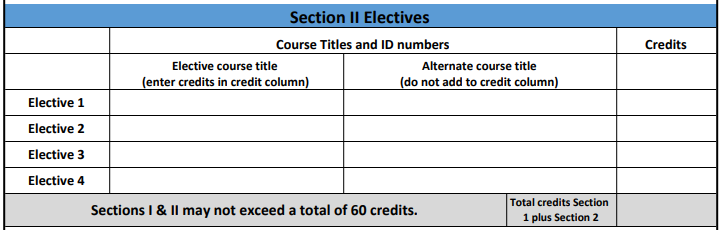 Section II Electives
Course Titles and ID numbers Credits
Elective course title Alternate course title
(enter credits in credit column) (do not add to credit column)
Elective 1
Elective 2
Elective 3
Elective 4
Sections I & II may not exceed a total of 60 credits.
Total credits Section
1 plus Section 2